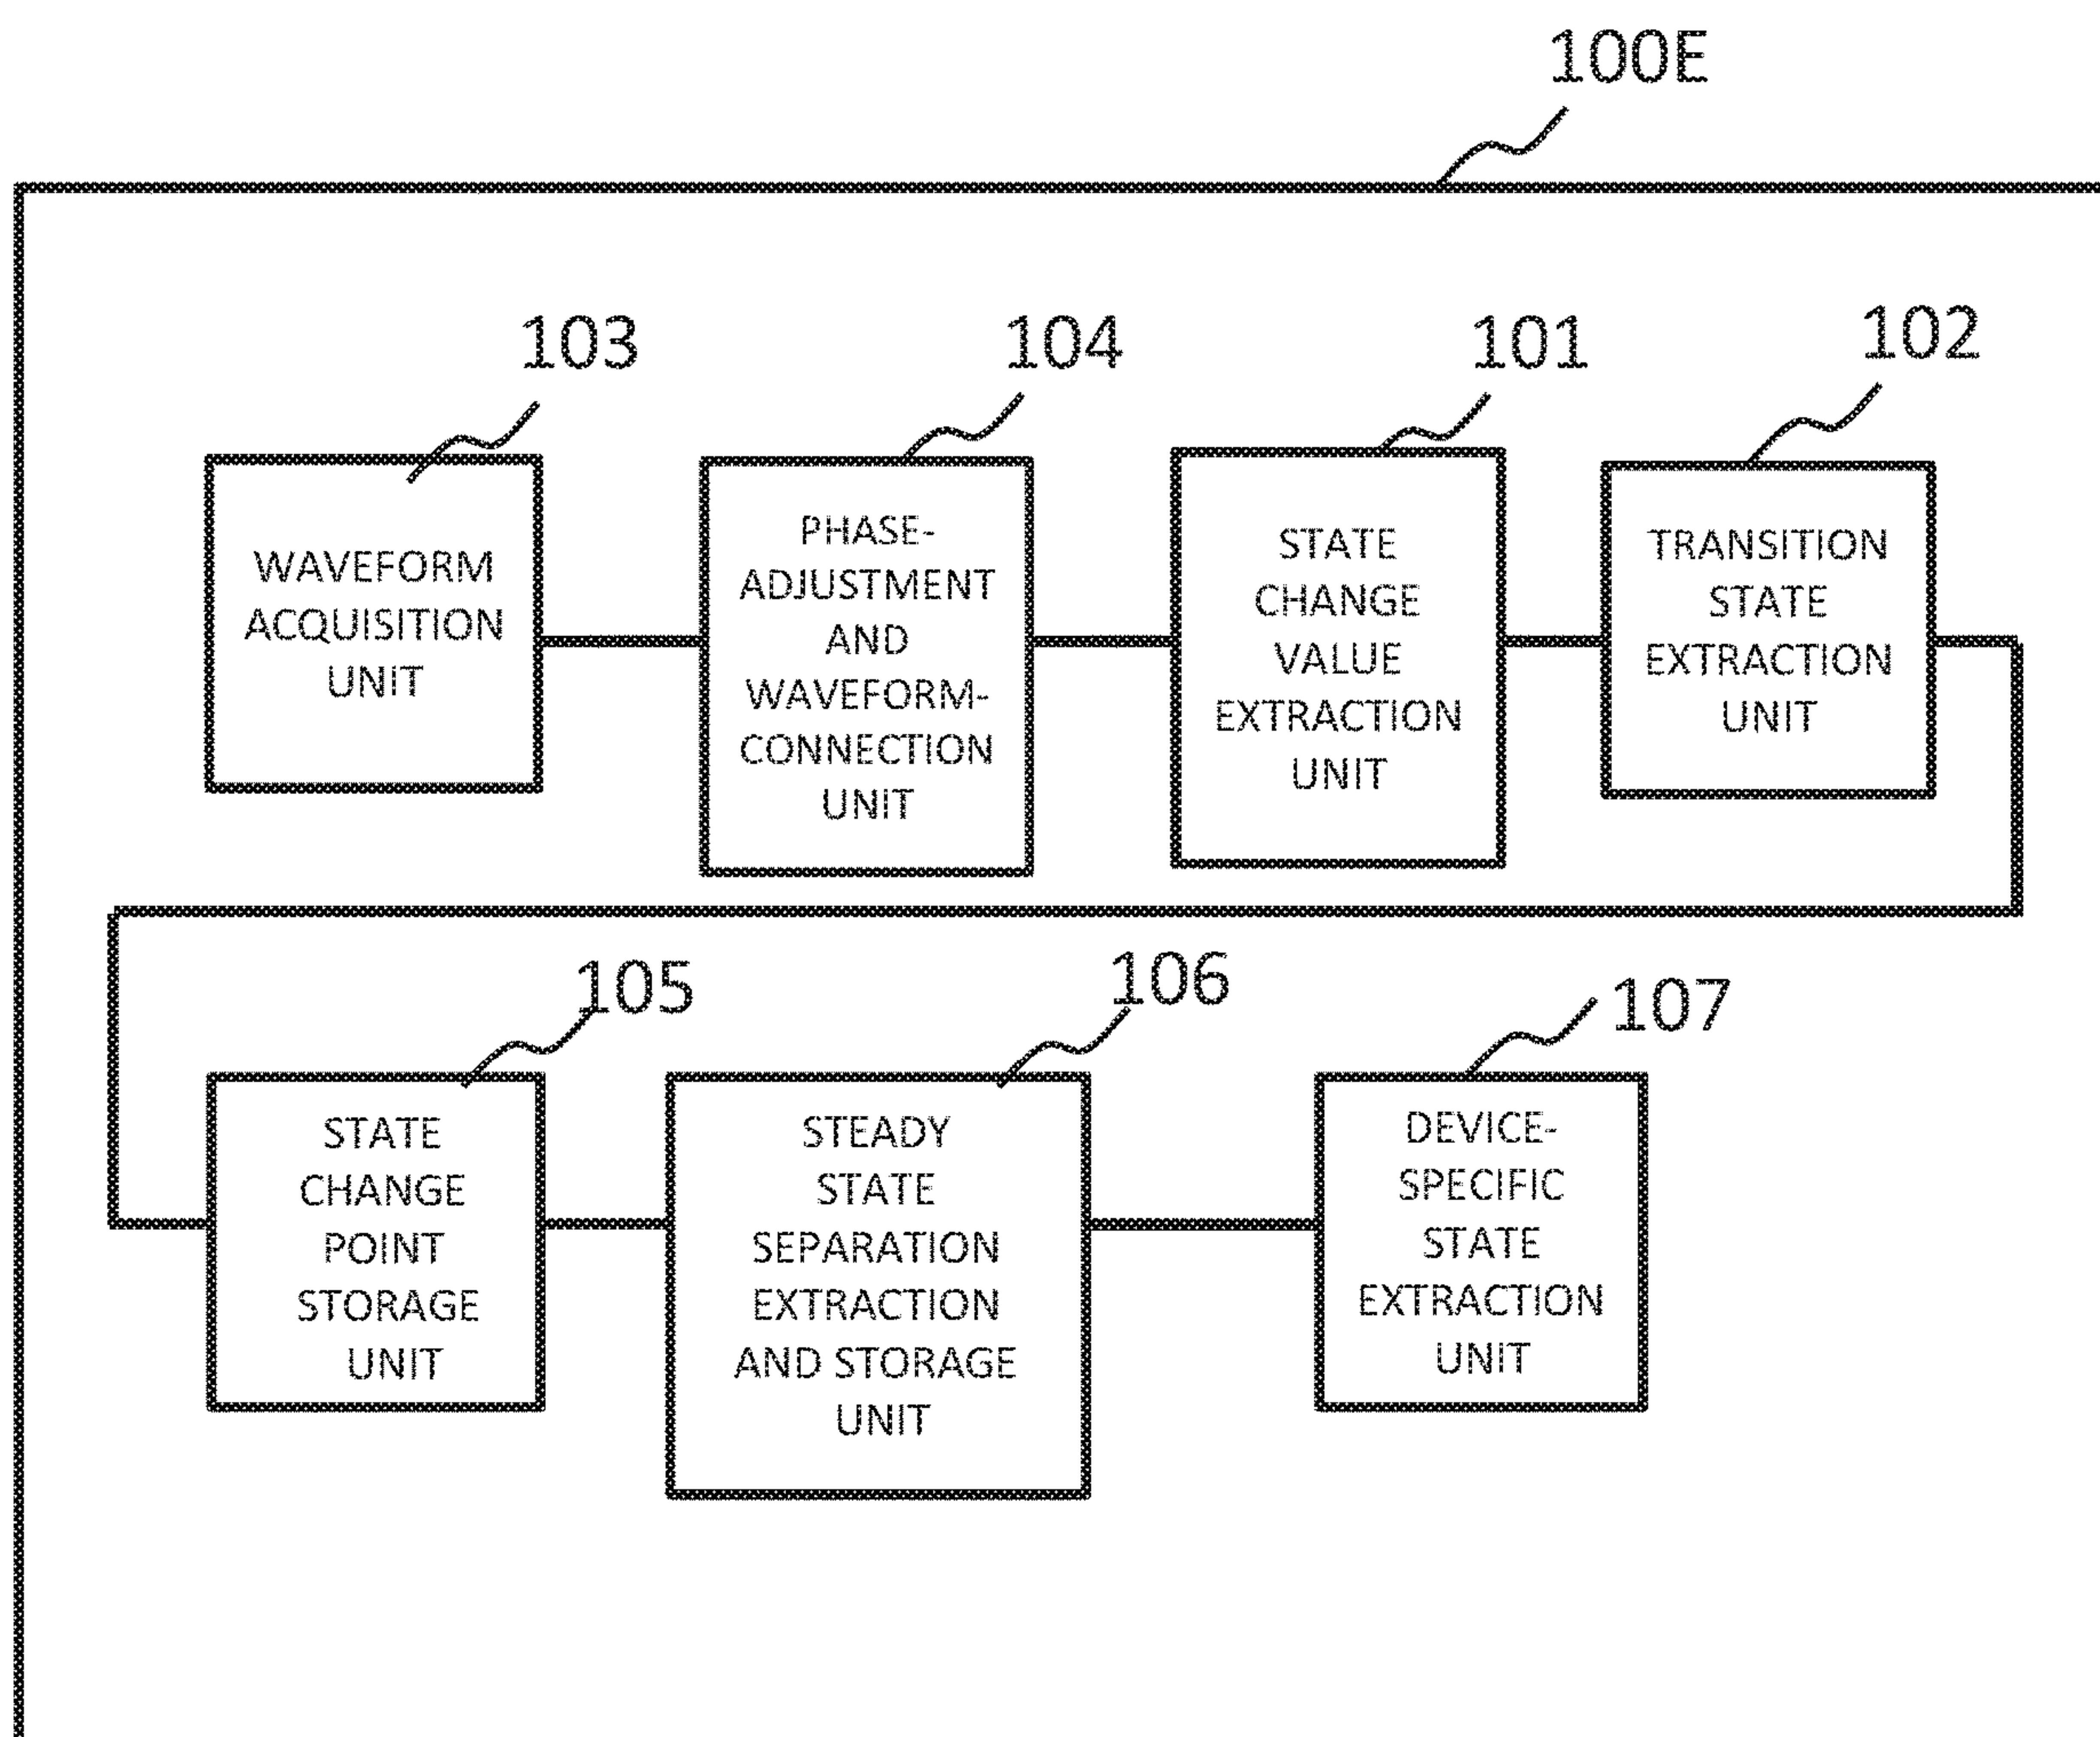 100E
103
104
101
102
WAVEFORM
ACQUISITION
UNIT
PHASE-
ADJUSTMENT
AND
WAVEFORM-
CONNECTION
UNIT
STATE
CHANGE
VALUE
EXTRACTION
UNIT
TRANSITION
STATE
EXTRACTION
UNIT
105
106
107
STATE
CHANGE
POINT
STORAGE
UNIT
STEADY
STATE
SEPARATION
EXTRACTION
AND STORAGE
UNIT
DEVICE-
SPECIFIC
STATE
EXTRACTION
UNIT